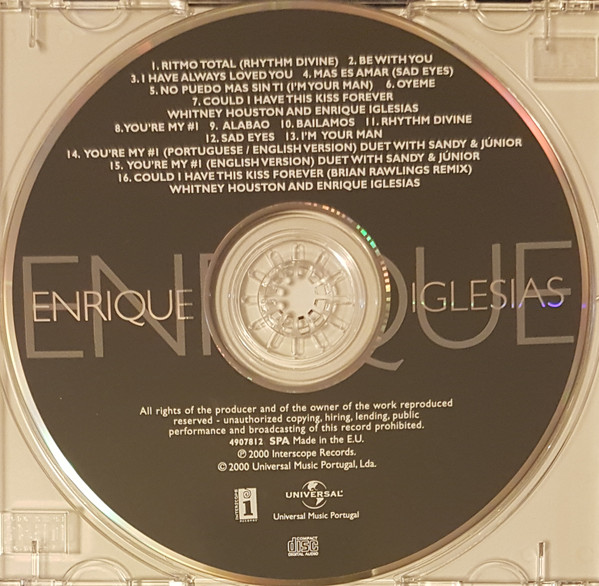 1. RITMO TOTAL (RHYTHM DIVINE) 2. BE WITH YOU
3. I HAVE ALWAYS LOVED YOU 4. MAS ES AMAR (SAD EYES)
5. NO PUEDO MAS SIN TI (I'M YOUR MAN) 6. OYEME
7. COULD I HAVE THIS KISS FOREVER
WHITNEY HOUSTON AND ENRIQUE IGLESIAS
8. YOU'RE MY #1 9. ALABAO 10. BAILAMOS 11. RHYTHM DIVINE
12. SAD EYES 13. I'M YOUR MAN
14. YOU'RE MY #1 (PORTUGUESE / ENGLISH VERSION) DUET WITH SANDY & JÚNIOR
15. YOU'RE MY #1 (ENGLISH VERSION) DUET WITH SANDY & JÚNIOR
16. COULD I HAVE THIS KISS FOREVER (BRIAN RAWLINGS REMIX)
WHITNEY HOUSTON AND ENRIQUE IGLESIAS
ENRIQUE
ENRIQUE IGLESIAS
All rights of the producer and of the owner of the work reproduced
reserved - unauthorized copying, hiring, lending, public
performance and broadcasting of this record prohibited.
4907812 SPA Made in the E.U.
℗ 2000 Interscope Records.
© 2000 Universal Music Portugal, Lda.
INTERSCOPE RECORDS
UNIVERSAL
Universal Music Portugal
COMPACT
disc
DIGITAL AUDIO